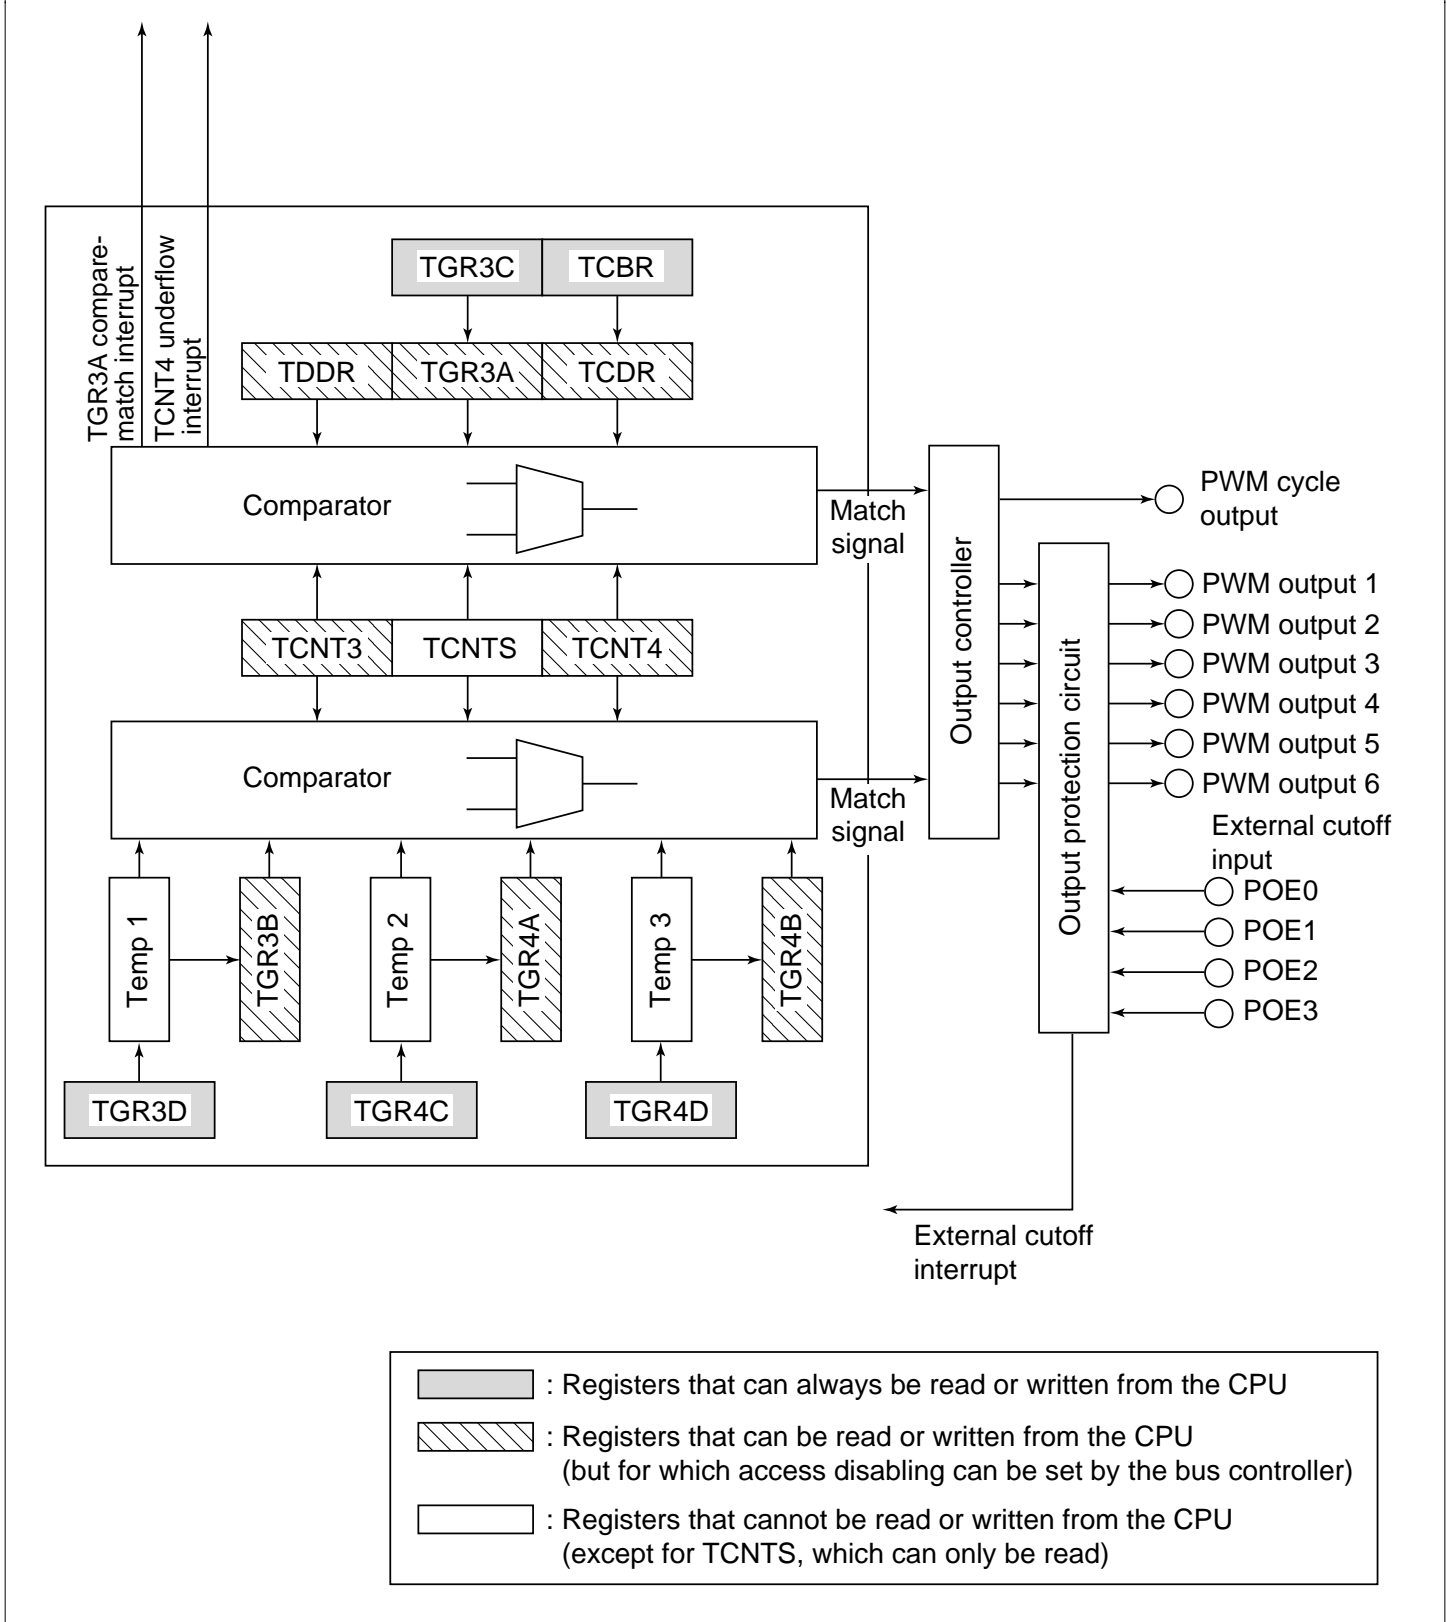 TGR3A compare-
match interrupt
TCNT4 underflow
interrupt
TGR3C
TCBR
TDDR
TGR3A
TCDR
Comparator
Match
signal
TCNT3
TCNTS
TCNT4
Comparator
Match
signal
Output controller
Output protection circuit
PWM cycle
output
PWM output 1
PWM output 2
PWM output 3
PWM output 4
PWM output 5
PWM output 6
External cutoff
input
POE0
POE1
POE2
POE3
Temp 1
TGR3B
Temp 2
TGR4A
Temp 3
TGR4B
TGR3D
TGR4C
TGR4D
External cutoff
interrupt
: Registers that can always be read or written from the CPU
: Registers that can be read or written from the CPU
(but for which access disabling can be set by the bus controller)
: Registers that cannot be read or written from the CPU
(except for TCNTS, which can only be read)